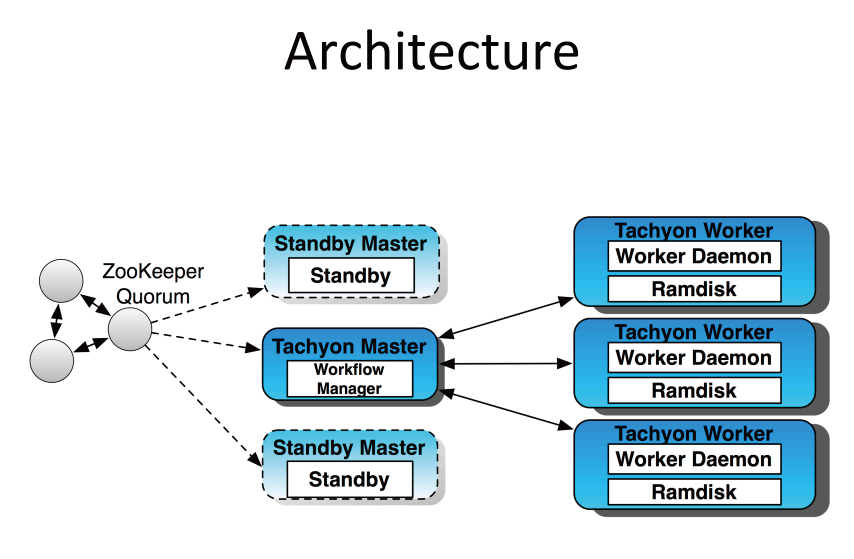 Architecture
ZooKeeper
Quorum
Standby Master
Standby
Tachyon Master
Workflow
Manager
Standby Master
Standby
Tachyon Worker
Worker Daemon
Ramdisk
Tachyon Worker
Worker Daemon
Ramdisk
Tachyon Worker
Worker Daemon
Ramdisk